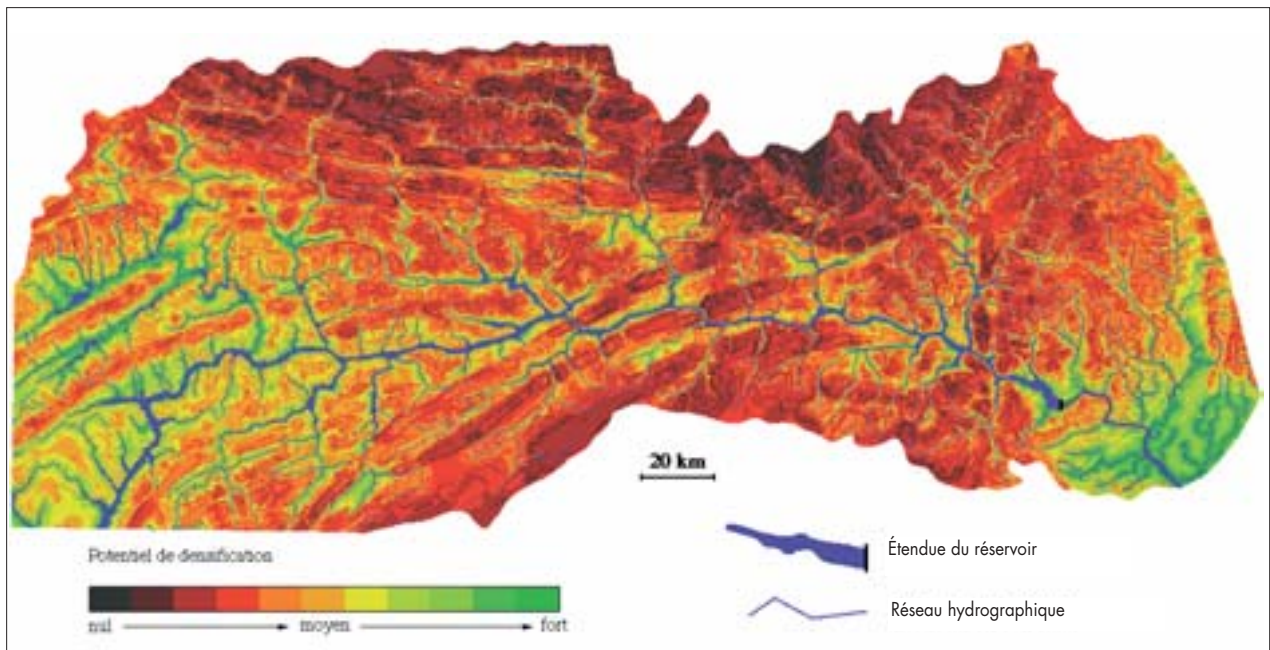 20 km
Potentiel de densification
nul moyen fort
Étendue du réservoir
Réseau hydrographique